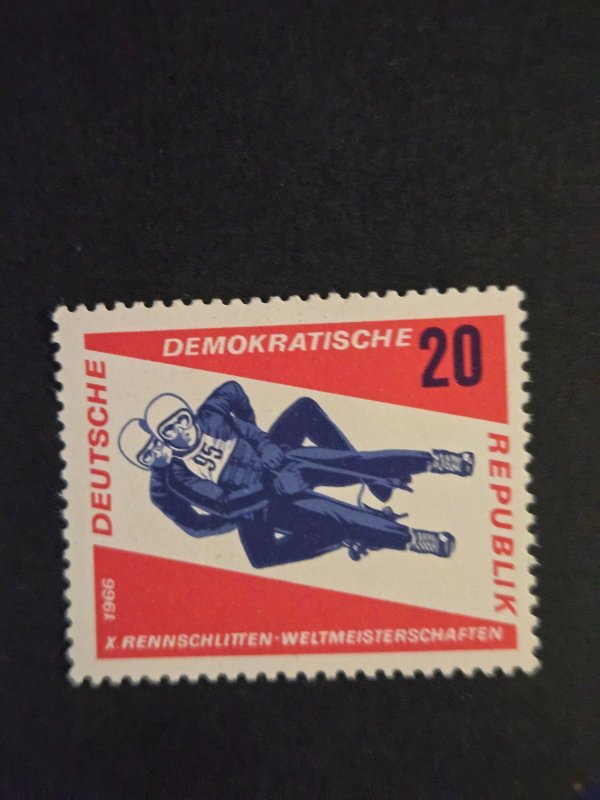 DEUTSCHE
DEMOKRATISCHE
REPUBLIK
20
95
1966
X. RENNSCHLITTEN-WELTMEISTERSCHAFTEN